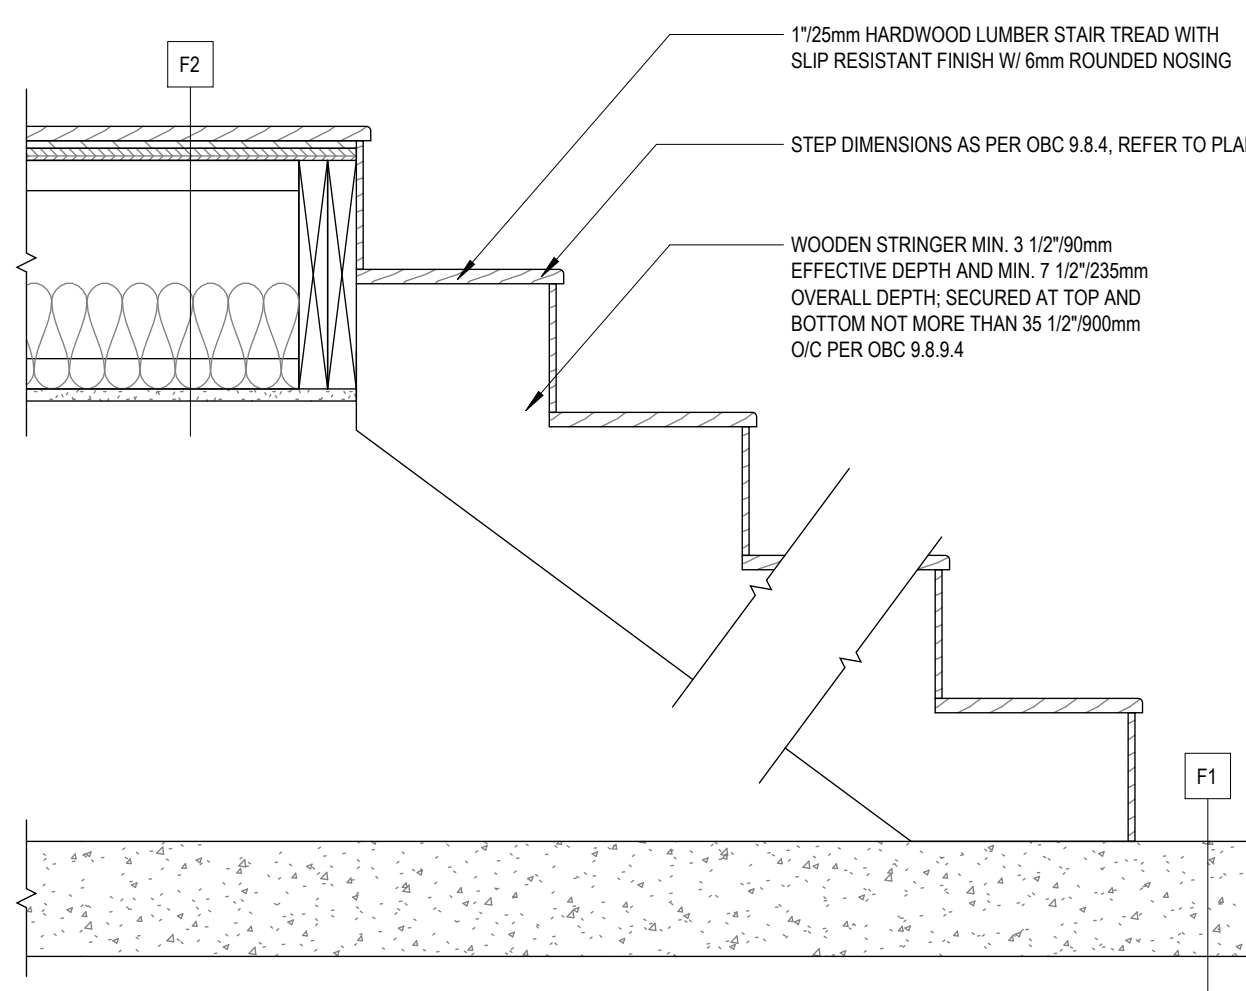 F2
1"/25mm HARDWOOD LUMBER STAIR TREAD WITH
SLIP RESISTANT FINISH W/ 6mm ROUNDED NOSING
STEP DIMENSIONS AS PER OBC 9.8.4, REFER TO
WOODEN STRINGER MIN. 3 1/2"/90mm
EFFECTIVE DEPTH AND MIN. 7 1/2"/235mm
OVERALL DEPTH; SECURED AT TOP AND
BOTTOM NOT MORE THAN 35 1/2"/900mm
O/C PER OBC 9.8.9.4
F1